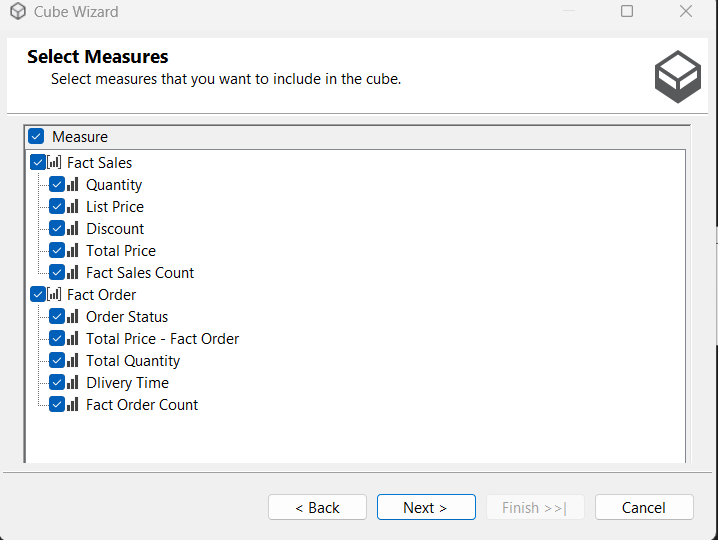 Cube Wizard
Select Measures
Select measures that you want to include in the cube.
Measure
Fact Sales
Quantity
List Price
Discount
Total Price
Fact Sales Count
Fact Order
Order Status
Total Price - Fact Order
Total Quantity
Dlivery Time
Fact Order Count
< Back Next > Finish >>| Cancel